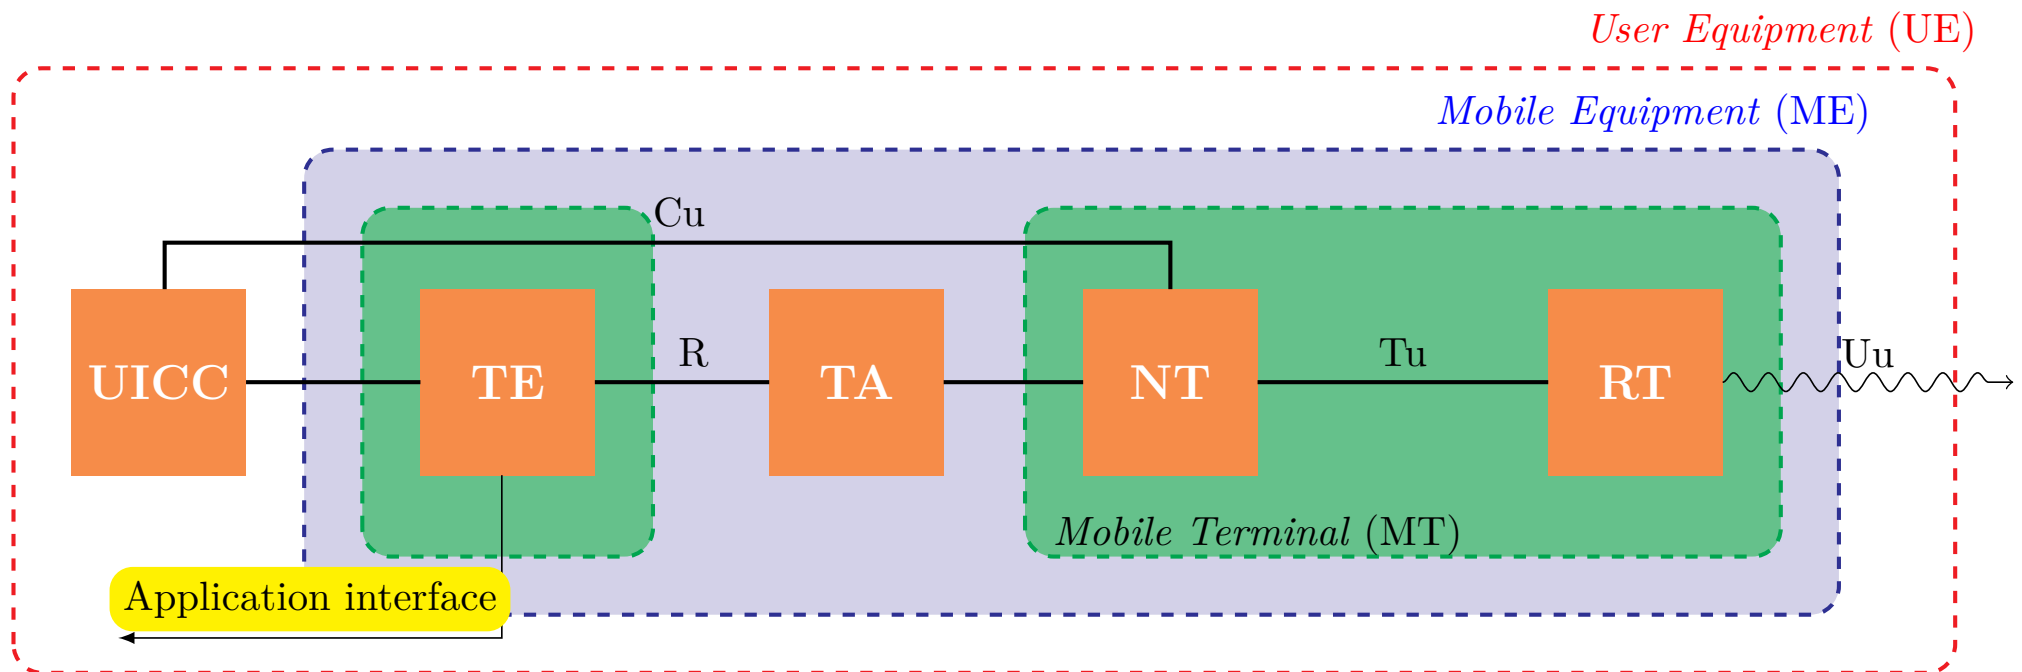 User Equipment (UE)
Mobile Equipment (ME)
Cu
UICC
TE
R
TA
NT
Tu
RT
Uu
Mobile Terminal (MT)
Application interface